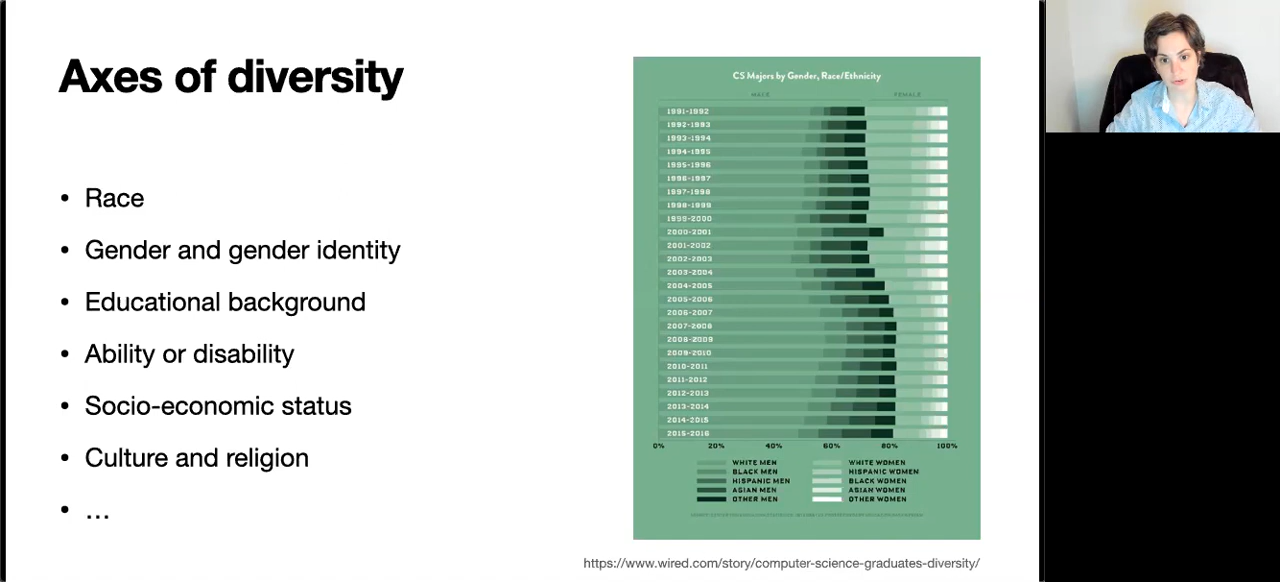 Axes of diversity
• Race
• Gender and gender identity
• Educational background
• Ability or disability
• Socio-economic status
• Culture and religion
• ...
CS Majors by Gender, Race/Ethnicity
MALE FEMALE
1991-1992
1992-1993
1993-1994
1994-1995
1995-1996
1996-1997
1997-1998
1998-1999
1999-2000
2000-2001
2001-2002
2002-2003
2003-2004
2004-2005
2005-2006
2006-2007
2007-2008
2008-2009
2009-2010
2010-2011
2011-2012
2012-2013
2013-2014
2014-2015
2015-2016
0% 20% 40% 60% 80% 100%
WHITE MEN WHITE WOMEN
BLACK MEN HISPANIC WOMEN
HISPANIC MEN BLACK WOMEN
ASIAN MEN ASIAN WOMEN
OTHER MEN OTHER WOMEN
https://www.wired.com/story/computer-science-graduates-diversity/